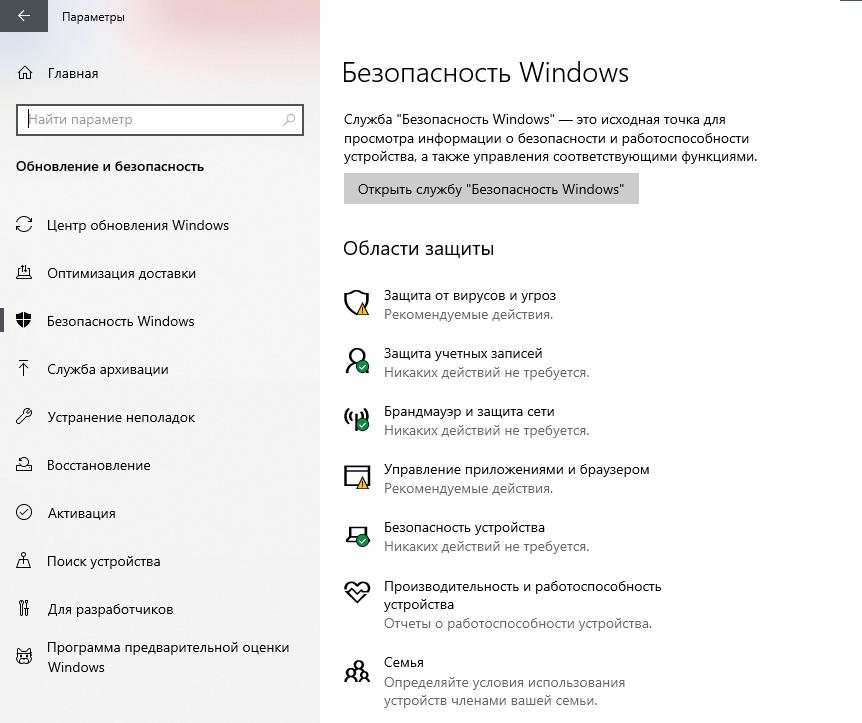 Параметры
Главная
Найти параметр
Обновление и безопасность
Центр обновления Windows
Оптимизация доставки
Безопасность Windows
Служба архивации
Устранение неполадок
Восстановление
Активация
Поиск устройства
Для разработчиков
Программа предварительной оценки
Windows
Безопасность Windows
Служба "Безопасность Windows" — это исходная точка для
просмотра информации о безопасности и работоспособности
устройства, а также управления соответствующими функциями.
Открыть службу "Безопасность Windows"
Области защиты
Защита от вирусов и угроз
Рекомендуемые действия.
Защита учетных записей
Никаких действий не требуется.
Брандмауэр и защита сети
Никаких действий не требуется.
Управление приложениями и браузером
Рекомендуемые действия.
Безопасность устройства
Никаких действий не требуется.
Производительность и работоспособность
устройства
Отчеты о работоспособности устройства.
Семья
Определяйте условия использования
устройств членами вашей семьи.